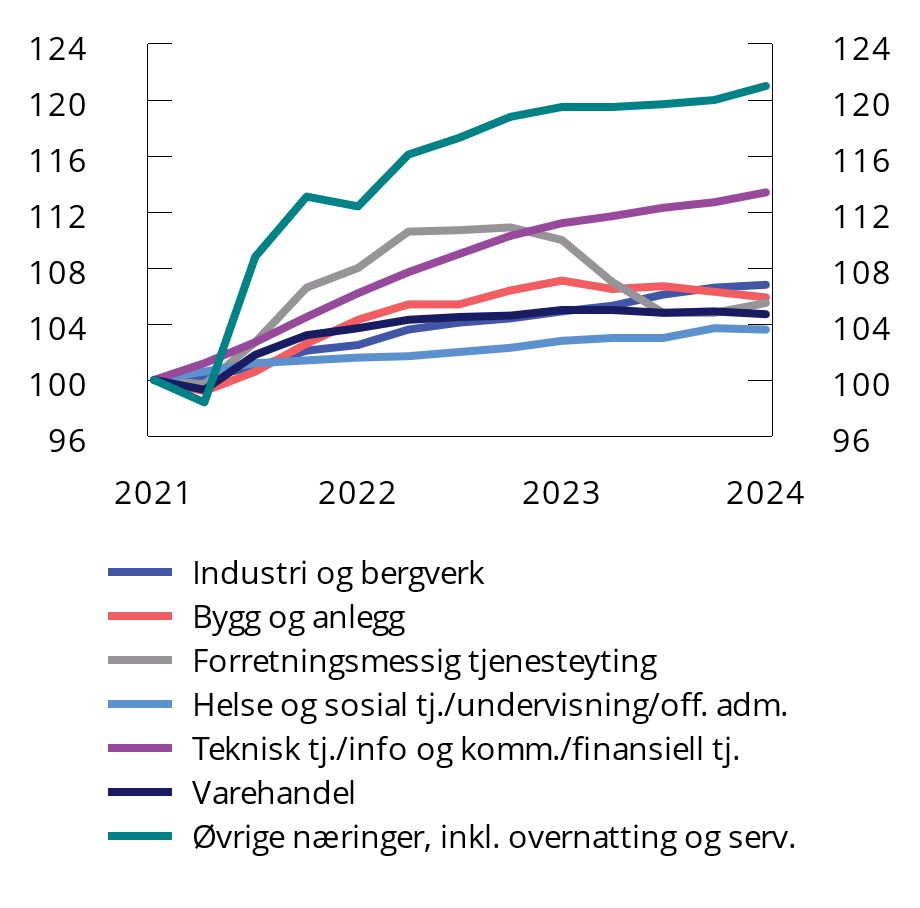 124 124
120 120
116 116
112 112
108 108
104 104
100 100
96 96
2021 2022 2023 2024
Industri og bergverk
Bygg og anlegg
Forretningsmessig tjenesteyting
Helse og sosial tj./undervisning/off. adm.
Teknisk tj./info og komm./finansiell tj.
Varehandel
Øvrige næringer, inkl. overnatting og serv.